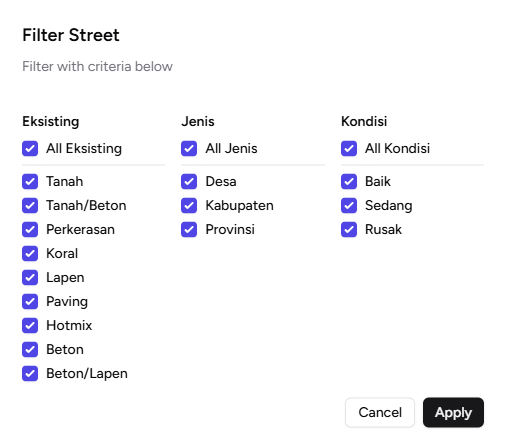 Filter Street
Filter with criteria below
Eksisting
All Eksisting
Tanah
Tanah/Beton
Perkerasan
Koral
Lapen
Paving
Hotmix
Beton
Beton/Lapen
Jenis
All Jenis
Desa
Kabupaten
Provinsi
Kondisi
All Kondisi
Baik
Sedang
Rusak
Cancel
Apply